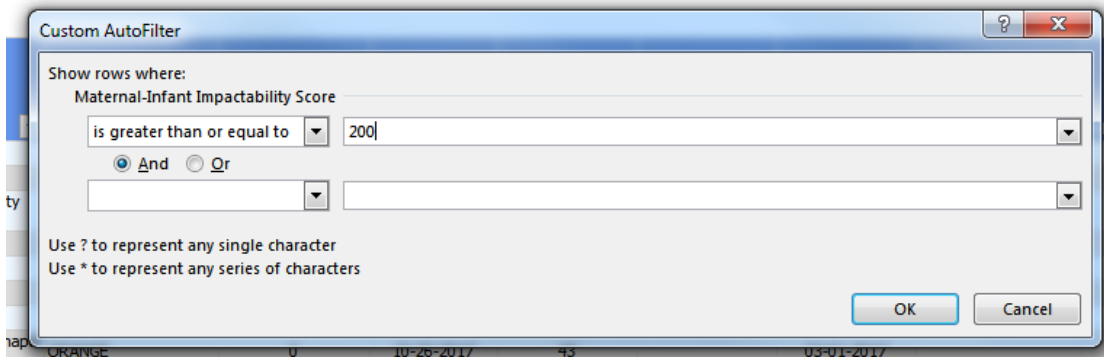 Custom AutoFilter
Show rows where:
Maternal-Infant Impactability Score
is greater than or equal to 200
And Or
ty
Use ? to represent any single character
Use * to represent any series of characters
OK Cancel
ORANGE 0 10-26-2017 43 03-01-2017